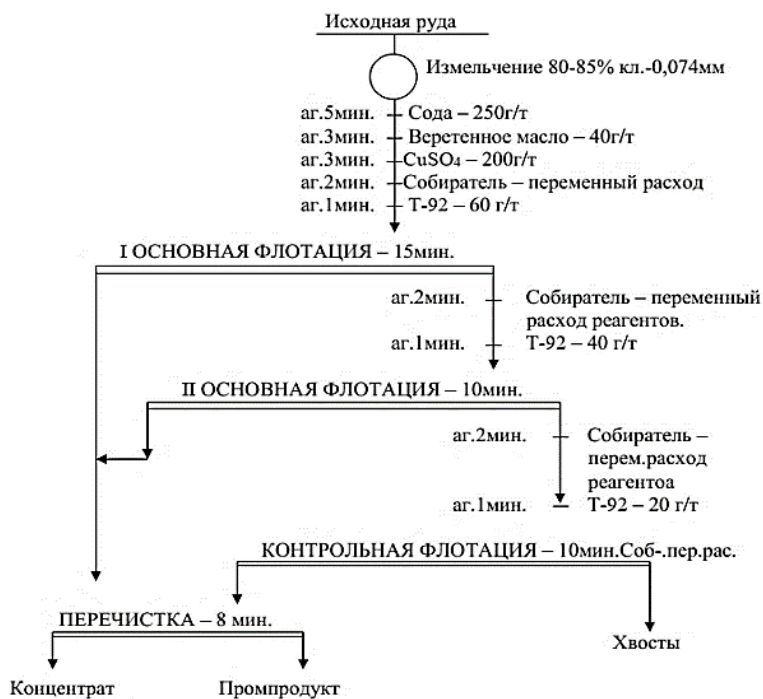 Исходная руда
Измельчение 80-85% кл.-0,074мм
аг.5мин. Сода – 250г/т
аг.3мин. Веретенное масло – 40г/т
аг.3мин. CuSO4 – 200г/т
аг.2мин. Собиратель – переменный расход
аг.1мин. Т-92 – 60 г/т
I ОСНОВНАЯ ФЛОТАЦИЯ – 15мин.
аг.2мин. Собиратель – переменный
расход реагентов.
аг.1мин. Т-92 – 40 г/т
II ОСНОВНАЯ ФЛОТАЦИЯ – 10мин.
аг.2мин. Собиратель –
перем.расход
реагентоа
аг.1мин. Т-92 – 20 г/т
КОНТРОЛЬНАЯ ФЛОТАЦИЯ – 10мин.Соб-.пер.рас.
ПЕРЕЧИСТКА – 8 мин.
Хвосты
Концентрат Промпродукт